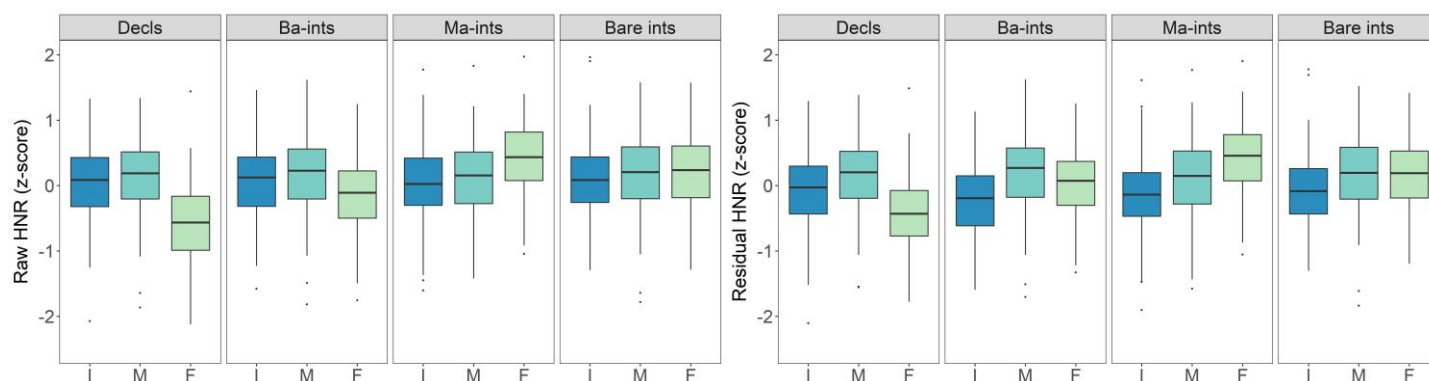 Decls Ba-ints Ma-ints Bare ints
Raw HNR (z-score)
2
1
0
-1
-2
I M F I M F I M F I M F
Decls Ba-ints Ma-ints Bare ints
Residual HNR (z-score)
2
1
0
-1
-2
I M F I M F I M F I M F